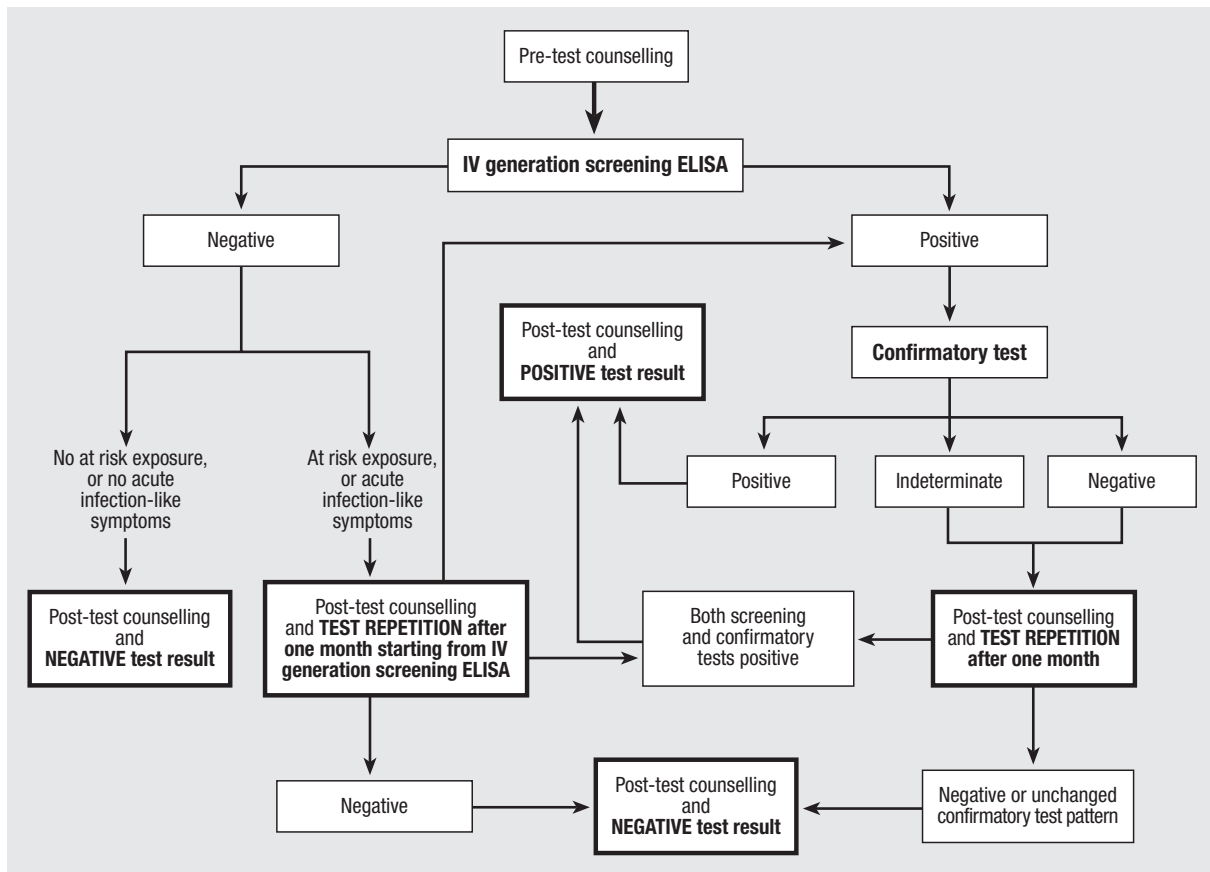 Pre-test counselling
IV generation screening ELISA
Negative
Positive
Post-test counselling
and
POSITIVE test result
Confirmatory test
No at risk exposure,
or no acute
infection-like
symptoms
At risk exposure,
or acute
infection-like
symptoms
Positive
Indeterminate
Negative
Post-test counselling
and
NEGATIVE test result
Post-test counselling
and TEST REPETITION after
one month starting from IV
generation screening ELISA
Both screening
and confirmatory
tests positive
Post-test counselling
and TEST REPETITION
after one month
Negative
Post-test counselling
and
NEGATIVE test result
Negative or unchanged
confirmatory test pattern